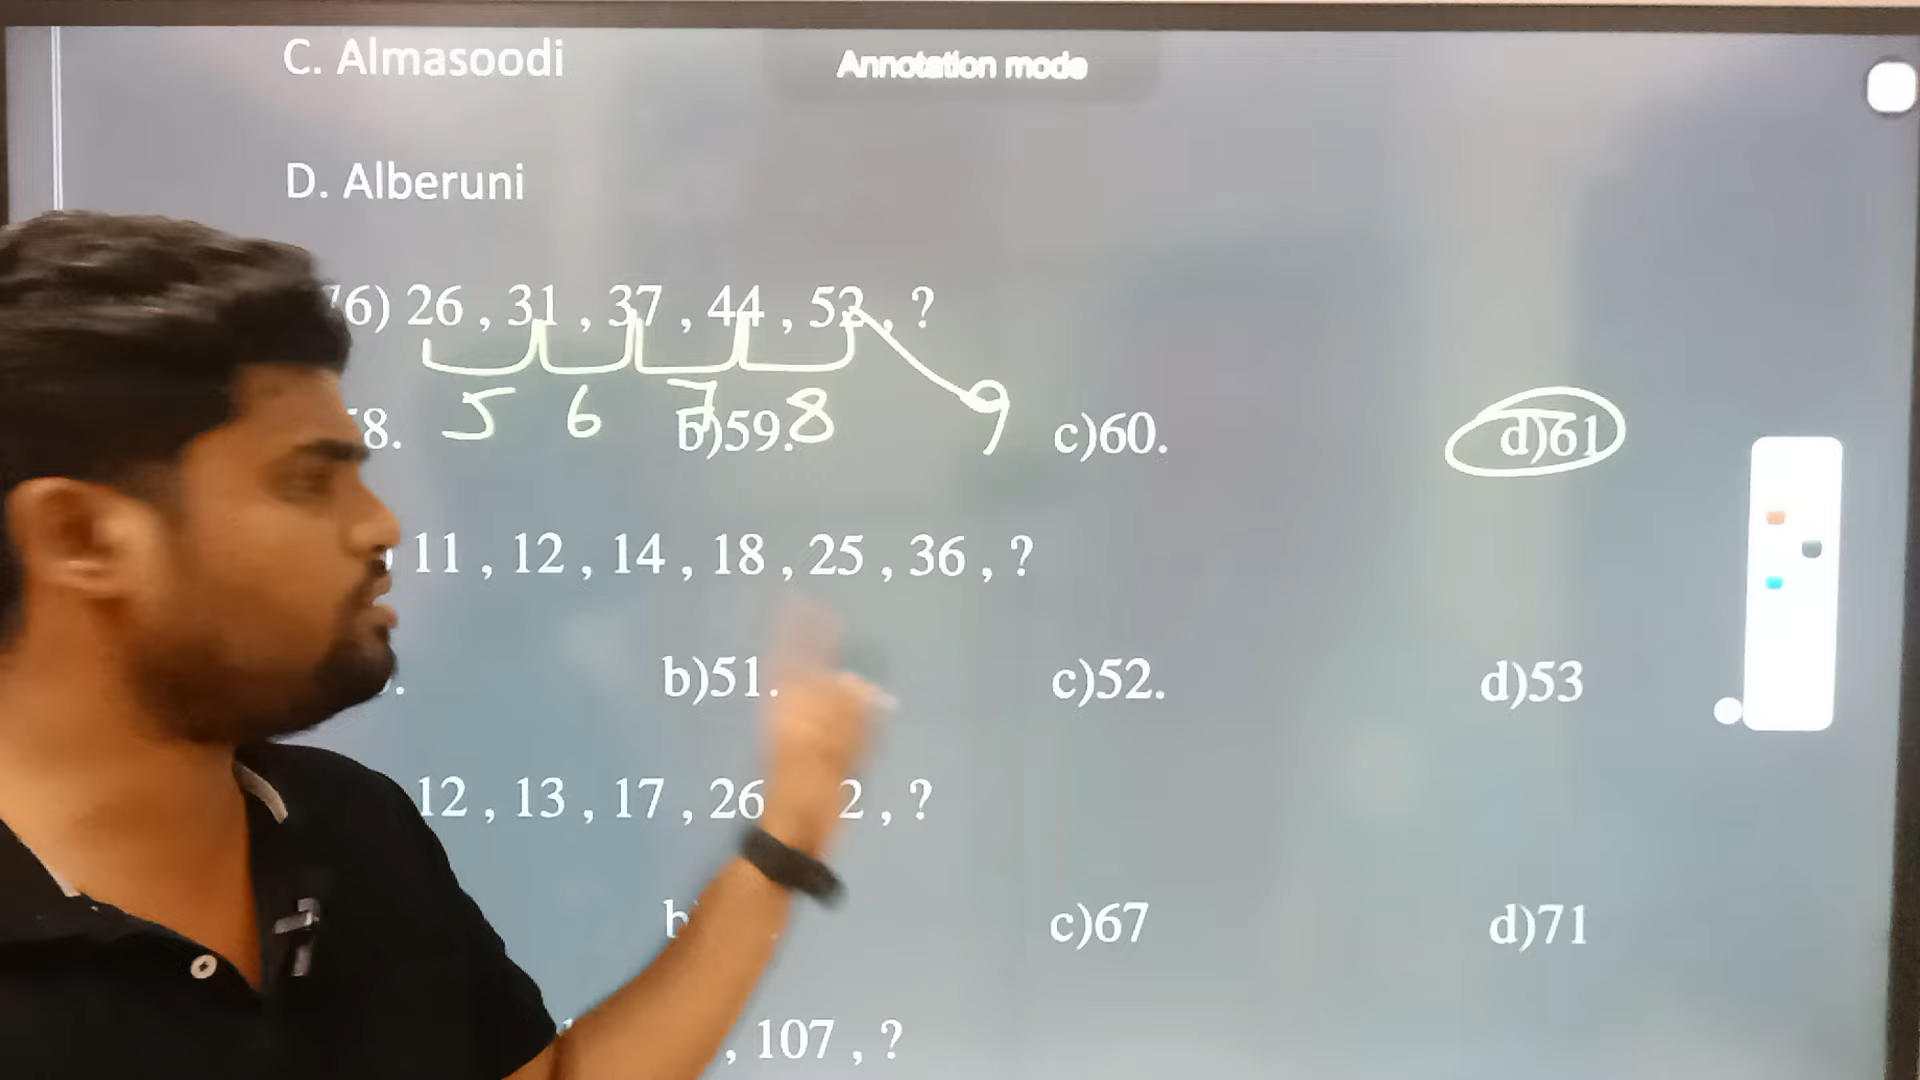 C. Almasoodi
Annotation mode
D. Alberuni
76) 26 , 31 , 37 , 44 , 52 , ?
5 6 7 8 9
8. b)59. c)60. d)61
11 , 12 , 14 , 18 , 25 , 36 , ?
b)51. c)52. d)53
12 , 13 , 17 , 26 2 , ?
c)67 d)71
, 107 , ?